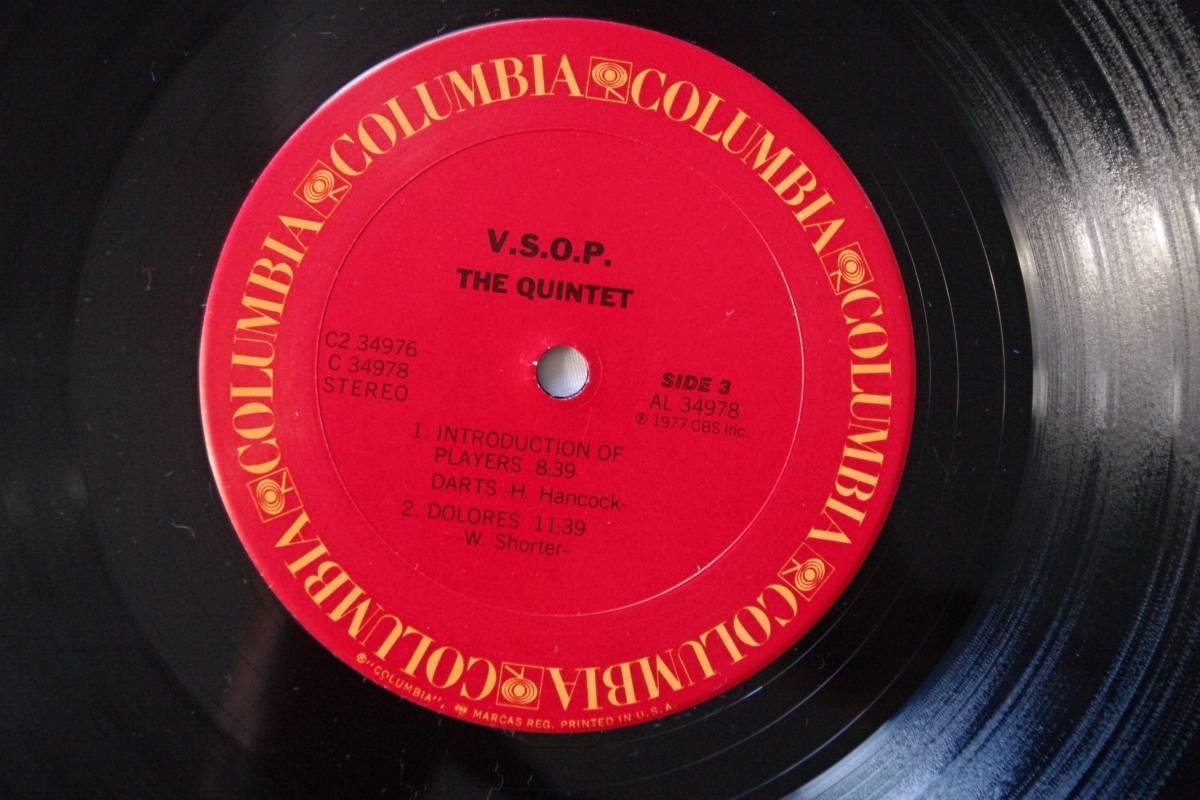 COLUMBIA COLUMBIA COLUMBIA COLUMBIA COLUMBIA COLUMBIA
V.S.O.P.
THE QUINTET
C2 34976
C 34978
STEREO
SIDE 3
AL 34978
℗ 1977 CBS Inc.
1. INTRODUCTION OF
PLAYERS 8:39
DARTS -H. Hancock-
2. DOLORES 11:39
-W. Shorter-
®"COLUMBIA", MARCAS REG. PRINTED IN U.S.A.